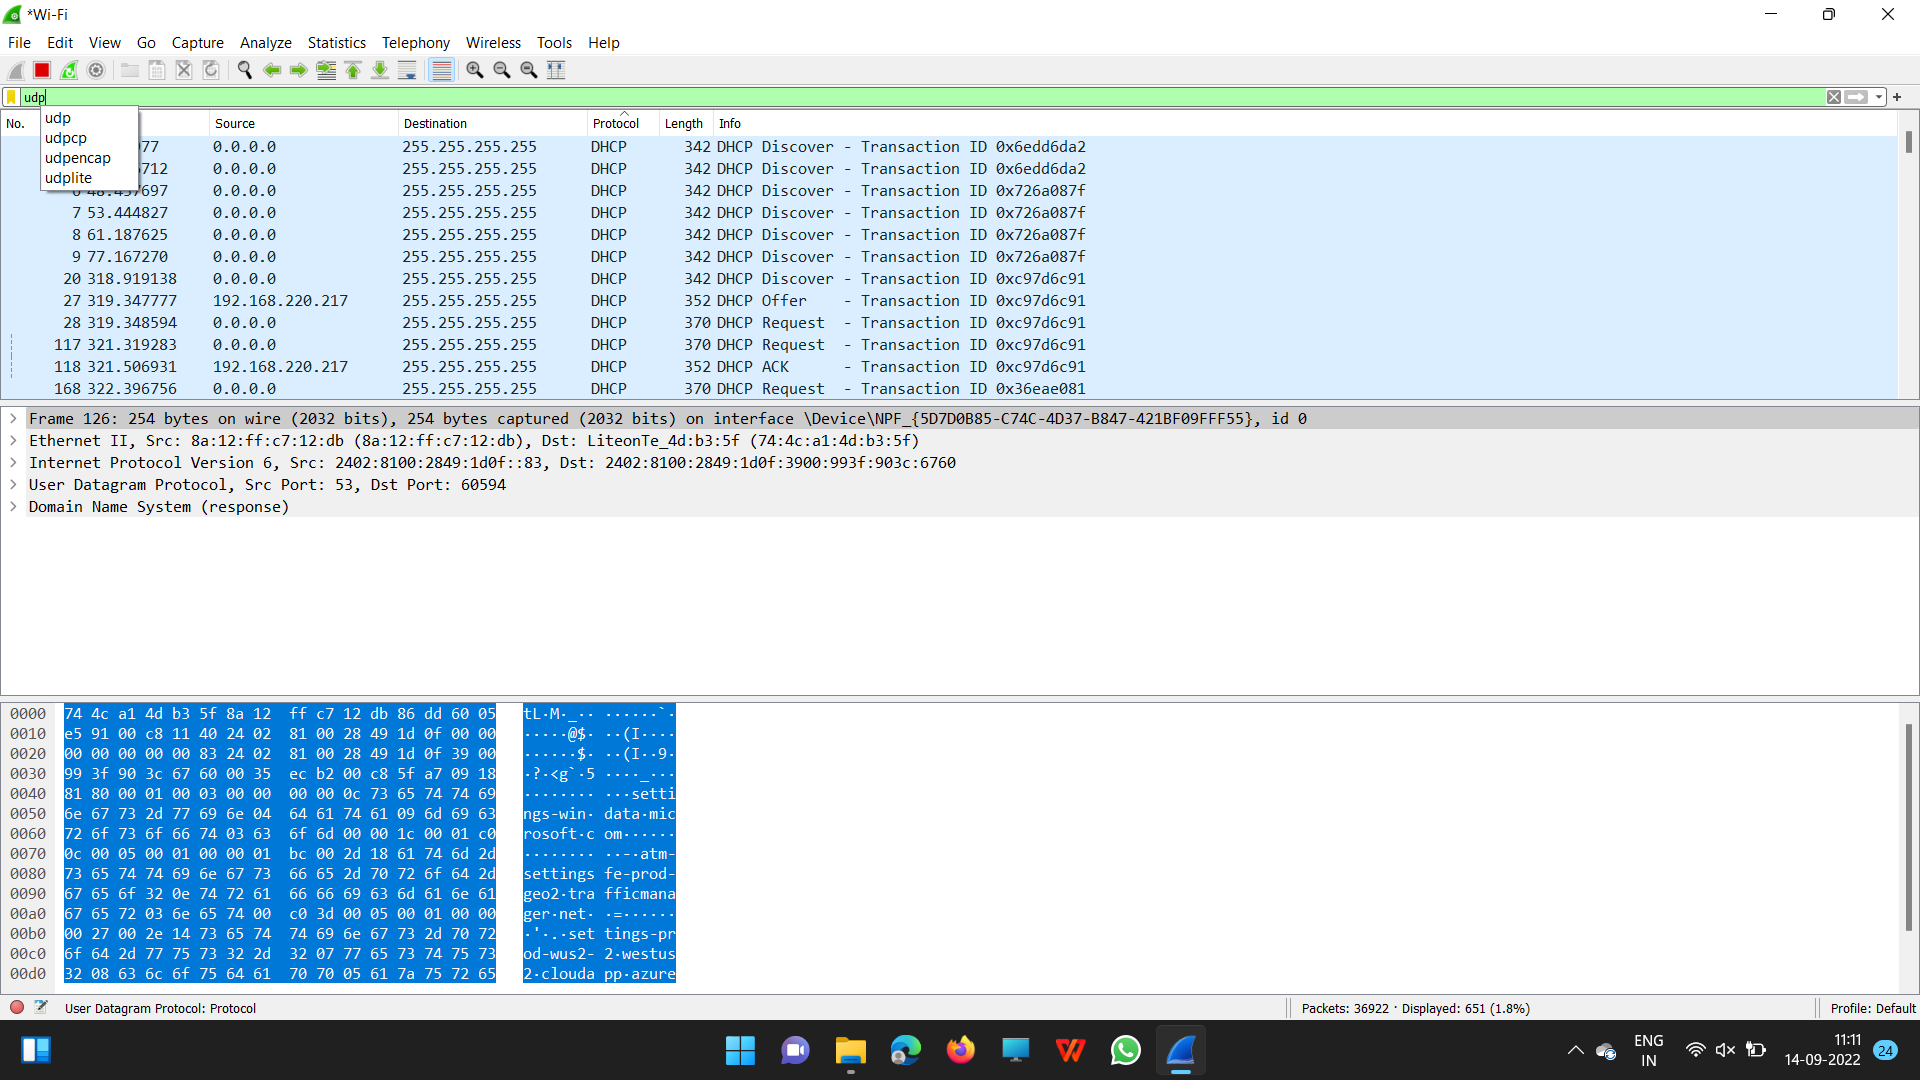 *Wi-Fi
File Edit View Go Capture Analyze Statistics Telephony Wireless Tools Help
udp
udp
udpcp
udpencap
udplite
No. Source Destination Protocol Length Info
77 0.0.0.0 255.255.255.255 DHCP 342 DHCP Discover - Transaction ID 0x6edd6da2
712 0.0.0.0 255.255.255.255 DHCP 342 DHCP Discover - Transaction ID 0x6edd6da2
6 48.457697 0.0.0.0 255.255.255.255 DHCP 342 DHCP Discover - Transaction ID 0x726a087f
7 53.444827 0.0.0.0 255.255.255.255 DHCP 342 DHCP Discover - Transaction ID 0x726a087f
8 61.187625 0.0.0.0 255.255.255.255 DHCP 342 DHCP Discover - Transaction ID 0x726a087f
9 77.167270 0.0.0.0 255.255.255.255 DHCP 342 DHCP Discover - Transaction ID 0x726a087f
20 318.919138 0.0.0.0 255.255.255.255 DHCP 342 DHCP Discover - Transaction ID 0xc97d6c91
27 319.347777 192.168.220.217 255.255.255.255 DHCP 352 DHCP Offer - Transaction ID 0xc97d6c91
28 319.348594 0.0.0.0 255.255.255.255 DHCP 370 DHCP Request - Transaction ID 0xc97d6c91
117 321.319283 0.0.0.0 255.255.255.255 DHCP 370 DHCP Request - Transaction ID 0xc97d6c91
118 321.506931 192.168.220.217 255.255.255.255 DHCP 352 DHCP ACK - Transaction ID 0xc97d6c91
168 322.396756 0.0.0.0 255.255.255.255 DHCP 370 DHCP Request - Transaction ID 0x36eae081
Frame 126: 254 bytes on wire (2032 bits), 254 bytes captured (2032 bits) on interface \Device\NPF_{5D7D0B85-C74C-4D37-B847-421BF09FFF55}, id 0
Ethernet II, Src: 8a:12:ff:c7:12:db (8a:12:ff:c7:12:db), Dst: LiteonTe_4d:b3:5f (74:4c:a1:4d:b3:5f)
Internet Protocol Version 6, Src: 2402:8100:2849:1d0f::83, Dst: 2402:8100:2849:1d0f:3900:993f:903c:6760
User Datagram Protocol, Src Port: 53, Dst Port: 60594
Domain Name System (response)
0000 74 4c a1 4d b3 5f 8a 12 ff c7 12 db 86 dd 60 05 tL·M·_·· ······`·
0010 e5 91 00 c8 11 40 24 02 81 00 28 49 1d 0f 00 00 ·····@$· ··(I····
0020 00 00 00 00 00 83 24 02 81 00 28 49 1d 0f 39 00 ······$· ··(I··9·
0030 99 3f 90 3c 67 60 00 35 ec b2 00 c8 5f a7 09 18 ·?·<g`·5 ····_···
0040 81 80 00 01 00 03 00 00 00 00 0c 73 65 74 74 69 ········ ···setti
0050 6e 67 73 2d 77 69 6e 04 64 61 74 61 09 6d 69 63 ngs-win· data·mic
0060 72 6f 73 6f 66 74 03 63 6f 6d 00 00 1c 00 01 c0 rosoft·c om······
0070 0c 00 05 00 01 00 00 01 bc 00 2d 18 61 74 6d 2d ········ ··-·atm-
0080 73 65 74 74 69 6e 67 73 66 65 2d 70 72 6f 64 2d settings fe-prod-
0090 67 65 6f 32 0e 74 72 61 66 66 69 63 6d 61 6e 61 geo2·tra fficmana
00a0 67 65 72 03 6e 65 74 00 c0 3d 00 05 00 01 00 00 ger·net· ·=······
00b0 00 27 00 2e 14 73 65 74 74 69 6e 67 73 2d 70 72 ·'·.·set tings-pr
00c0 6f 64 2d 77 75 73 32 2d 32 07 77 65 73 74 75 73 od-wus2- 2·westus
00d0 32 08 63 6c 6f 75 64 61 70 70 05 61 7a 75 72 65 2·clouda pp·azure
User Datagram Protocol: Protocol Packets: 36922 · Displayed: 651 (1.8%) Profile: Default
ENG
IN
11:11
14-09-2022
24